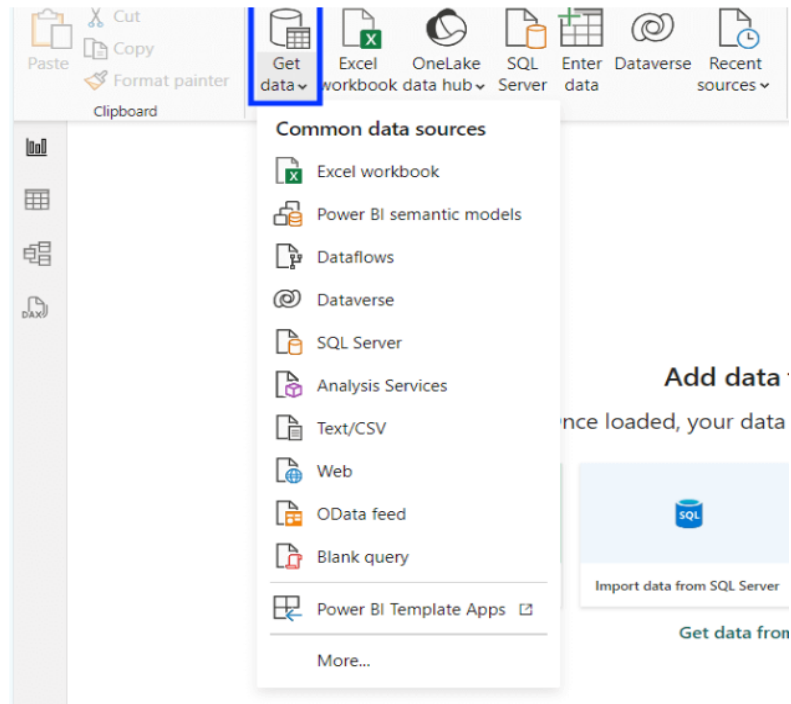 Cut
Copy
Paste
Format painter
Clipboard
Get data
Excel workbook
OneLake data hub
SQL Server
Enter data
Dataverse
Recent sources
Common data sources
Excel workbook
Power BI semantic models
Dataflows
Dataverse
SQL Server
Analysis Services
Text/CSV
Web
OData feed
Blank query
Power BI Template Apps
More...
DAX
Add data
nce loaded, your data
SQL
Import data from SQL Server
Get data from